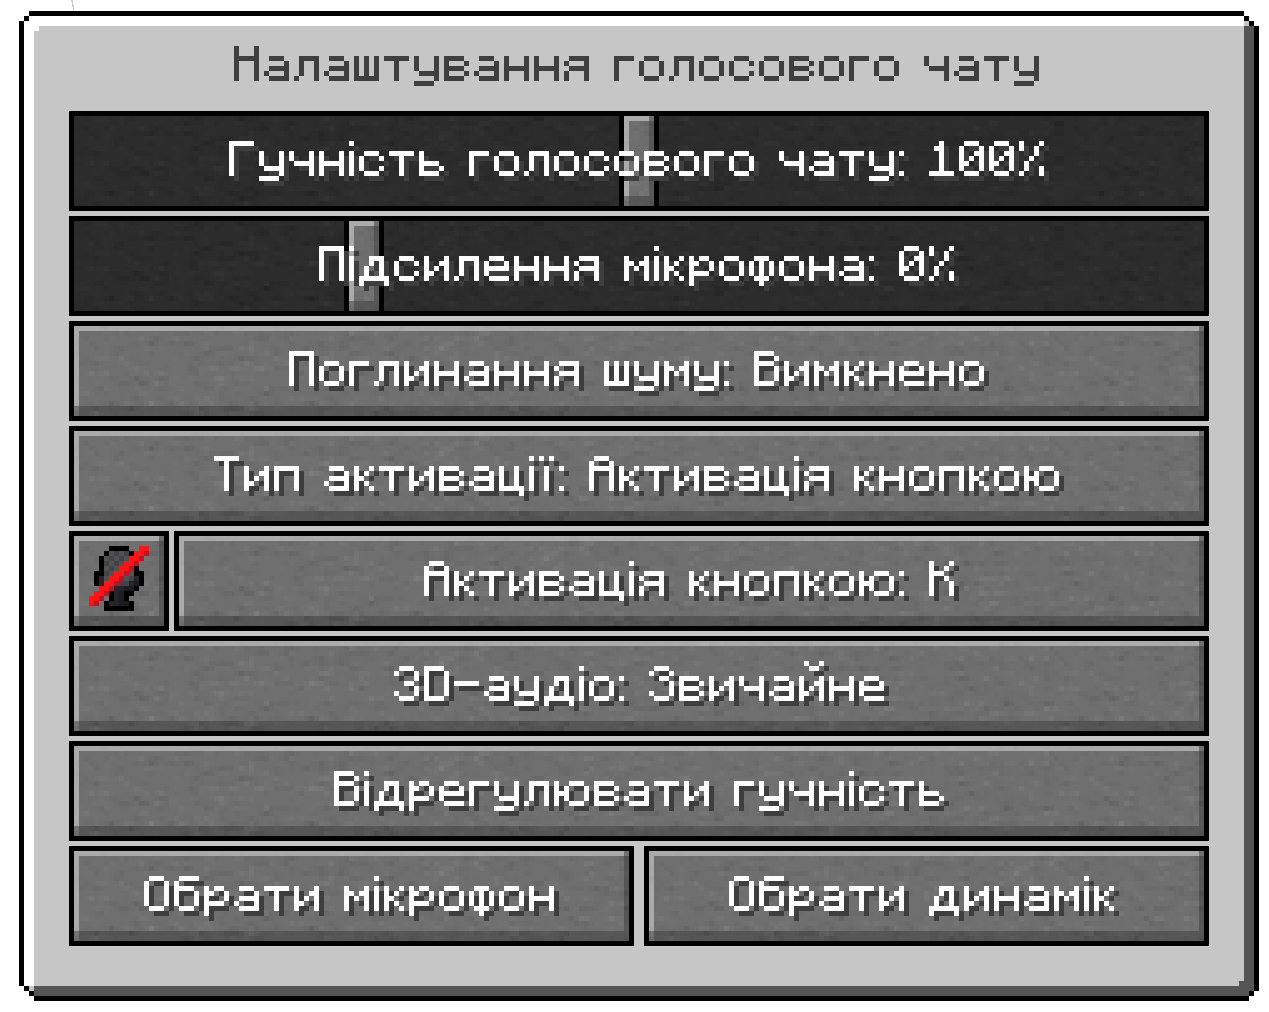 Налаштування голосового чату
Гучність голосового чату: 100%
Підсилення мікрофона: 0%
Поглинання шуму: Вимкнено
Тип активації: Активація кнопкою
Активація кнопкою: K
3D-аудіо: Звичайне
Відрегулювати гучність
Обрати мікрофон
Обрати динамік